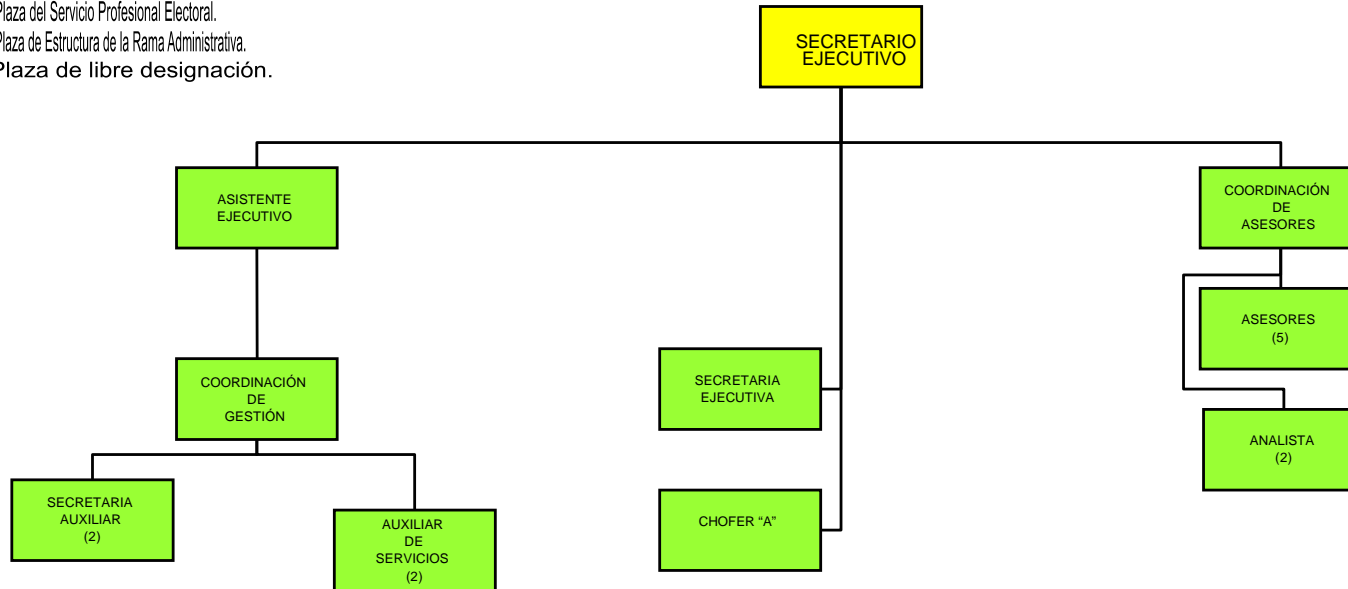 Plaza del Servicio Profesional Electoral.
Plaza de Estructura de la Rama Administrativa.
Plaza de libre designación.
SECRETARIO
EJECUTIVO
ASISTENTE
EJECUTIVO
COORDINACIÓN
DE
ASESORES
ASESORES
(5)
COORDINACIÓN
DE
GESTIÓN
SECRETARIA
EJECUTIVA
ANALISTA
(2)
SECRETARIA
AUXILIAR
(2)
AUXILIAR
DE
SERVICIOS
(2)
CHOFER “A”